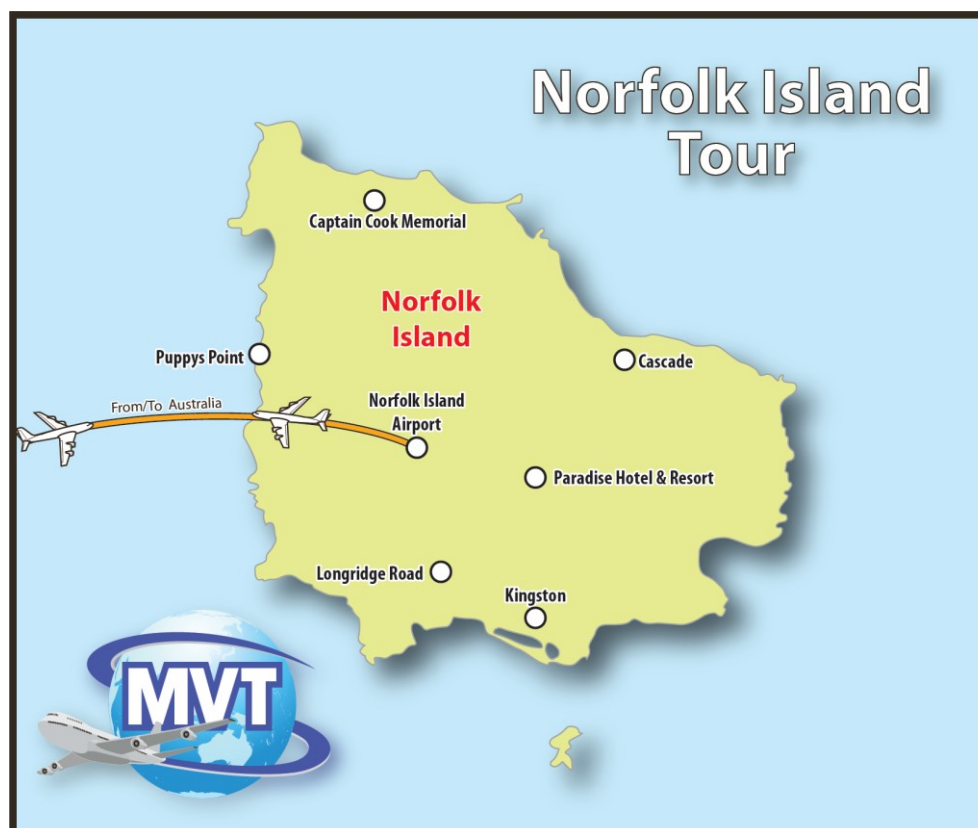 Norfolk Island
Tour
Captain Cook Memorial
Norfolk
Island
Puppys Point
Cascade
From/To Australia
Norfolk Island
Airport
Paradise Hotel & Resort
Longridge Road
Kingston
MVT